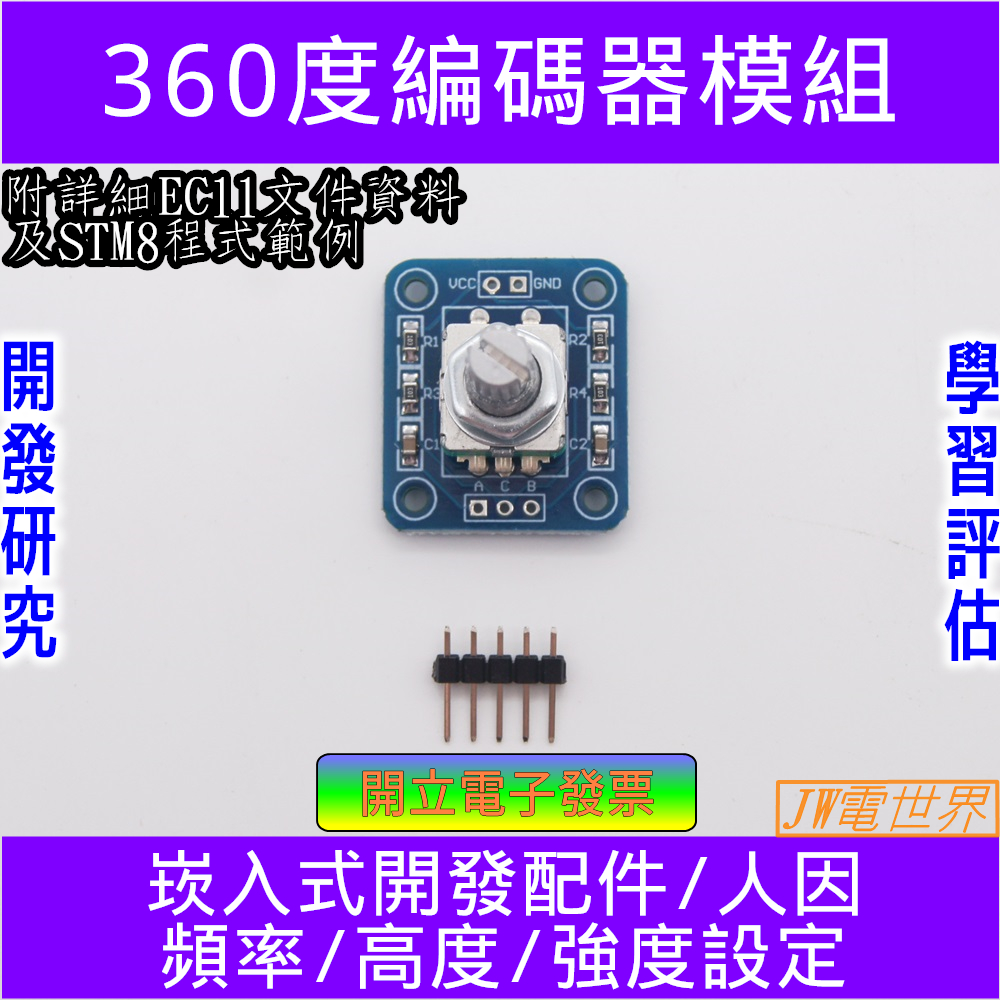 360度編碼器模組
附詳細EC11文件資料
及STM8程式範例
開發研究
學習評估
VCC GND
R1 R2
R3 R4
C1 C2
A C B
開立電子發票
JW電世界
崁入式開發配件/人因
頻率/高度/強度設定